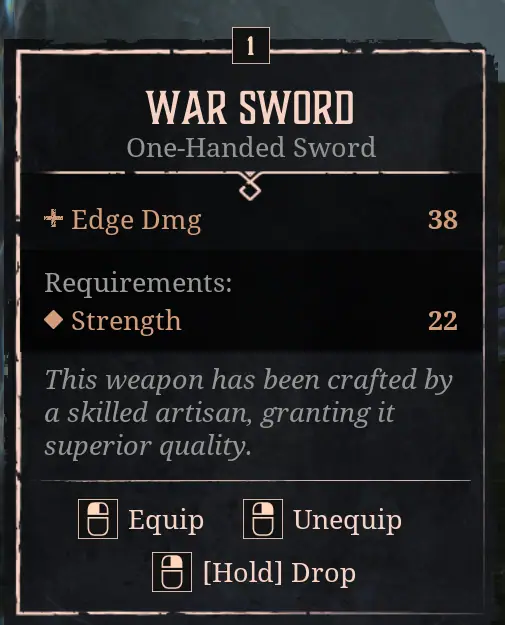 1
WAR SWORD
One-Handed Sword
Edge Dmg 38
Requirements:
Strength 22
This weapon has been crafted by
a skilled artisan, granting it
superior quality.
Equip Unequip
[Hold] Drop